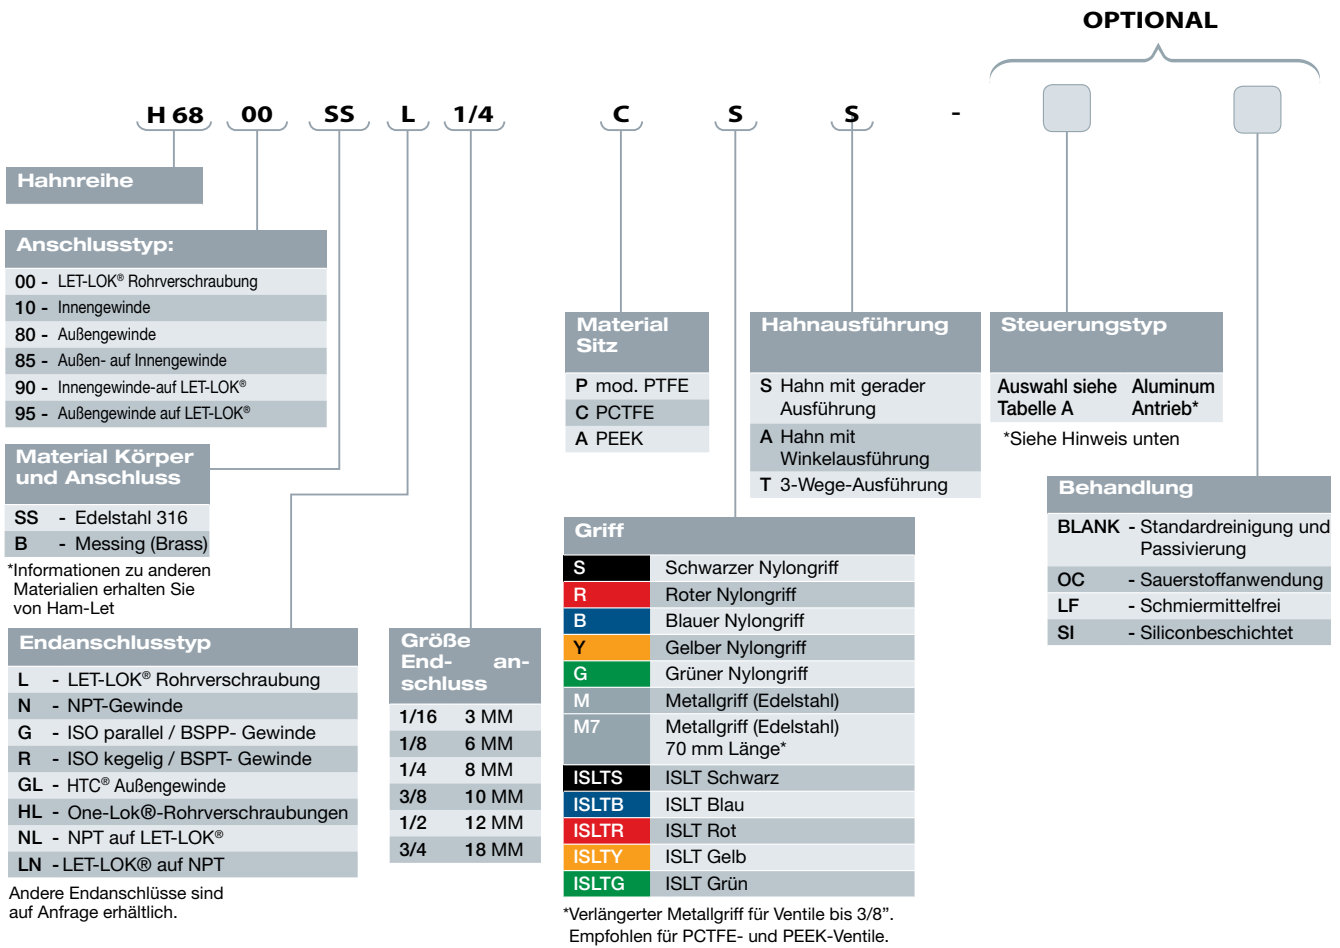 OPTIONAL
H 68 00 SS L 1/4 C S S -
Hahnreihe
Anschlusstyp:
00 - LET-LOK® Rohrverschraubung
10 - Innengewinde
80 - Außengewinde
85 - Außen- auf Innengewinde
90 - Innengewinde-auf LET-LOK®
95 - Außengewinde auf LET-LOK®
Material Körper
und Anschluss
SS - Edelstahl 316
B - Messing (Brass)
*Informationen zu anderen
Materialien erhalten Sie
von Ham-Let
Endanschlusstyp
L - LET-LOK® Rohrverschraubung
N - NPT-Gewinde
G - ISO parallel / BSPP- Gewinde
R - ISO kegelig / BSPT- Gewinde
GL - HTC® Außengewinde
HL - One-Lok®-Rohrverschraubungen
NL - NPT auf LET-LOK®
LN - LET-LOK® auf NPT
Andere Endanschlüsse sind
auf Anfrage erhältlich.
Größe
End- an-
schluss
1/16 3 MM
1/8 6 MM
1/4 8 MM
3/8 10 MM
1/2 12 MM
3/4 18 MM
Material
Sitz
P mod. PTFE
C PCTFE
A PEEK
Griff
S Schwarzer Nylongriff
R Roter Nylongriff
B Blauer Nylongriff
Y Gelber Nylongriff
G Grüner Nylongriff
M Metallgriff (Edelstahl)
M7 Metallgriff (Edelstahl)
70 mm Länge*
ISLTS ISLT Schwarz
ISLTB ISLT Blau
ISLTR ISLT Rot
ISLTY ISLT Gelb
ISLTG ISLT Grün
*Verlängerter Metallgriff für Ventile bis 3/8”.
Empfohlen für PCTFE- und PEEK-Ventile.
Hahnausführung
S Hahn mit gerader
Ausführung
A Hahn mit
Winkelausführung
T 3-Wege-Ausführung
Steuerungstyp
Auswahl siehe Aluminum
Tabelle A Antrieb*
*Siehe Hinweis unten
Behandlung
BLANK - Standardreinigung und
Passivierung
OC - Sauerstoffanwendung
LF - Schmiermittelfrei
SI - Siliconbeschichtet